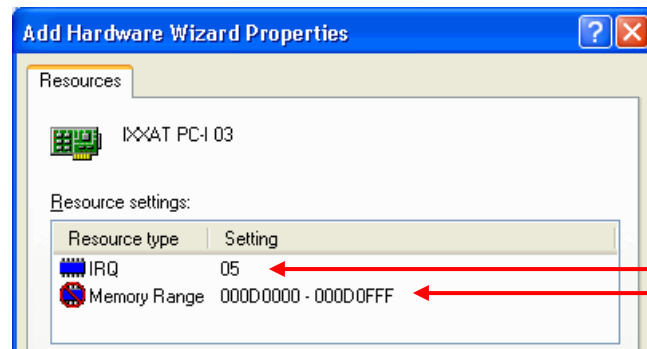 Add Hardware Wizard Properties
Resources
IXXAT PC-I 03
Resource settings:
Resource type Setting
IRQ 05
Memory Range 000D0000 - 000D0FFF